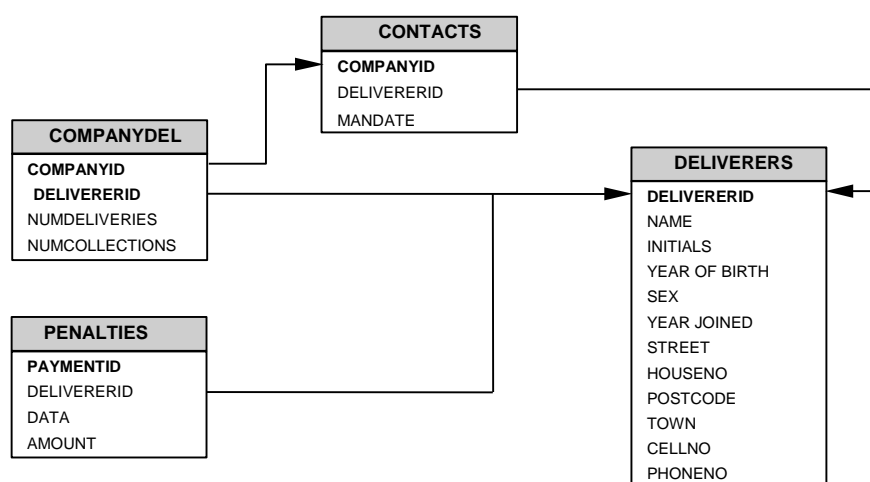 CONTACTS
COMPANYID
DELIVERERID
MANDATE
COMPANYDEL
COMPANYID
DELIVERERID
NUMDELIVERIES
NUMCOLLECTIONS
DELIVERERS
DELIVERERID
NAME
INITIALS
YEAR OF BIRTH
SEX
YEAR JOINED
STREET
HOUSENO
POSTCODE
TOWN
CELLNO
PHONENO
PENALTIES
PAYMENTID
DELIVERERID
DATA
AMOUNT